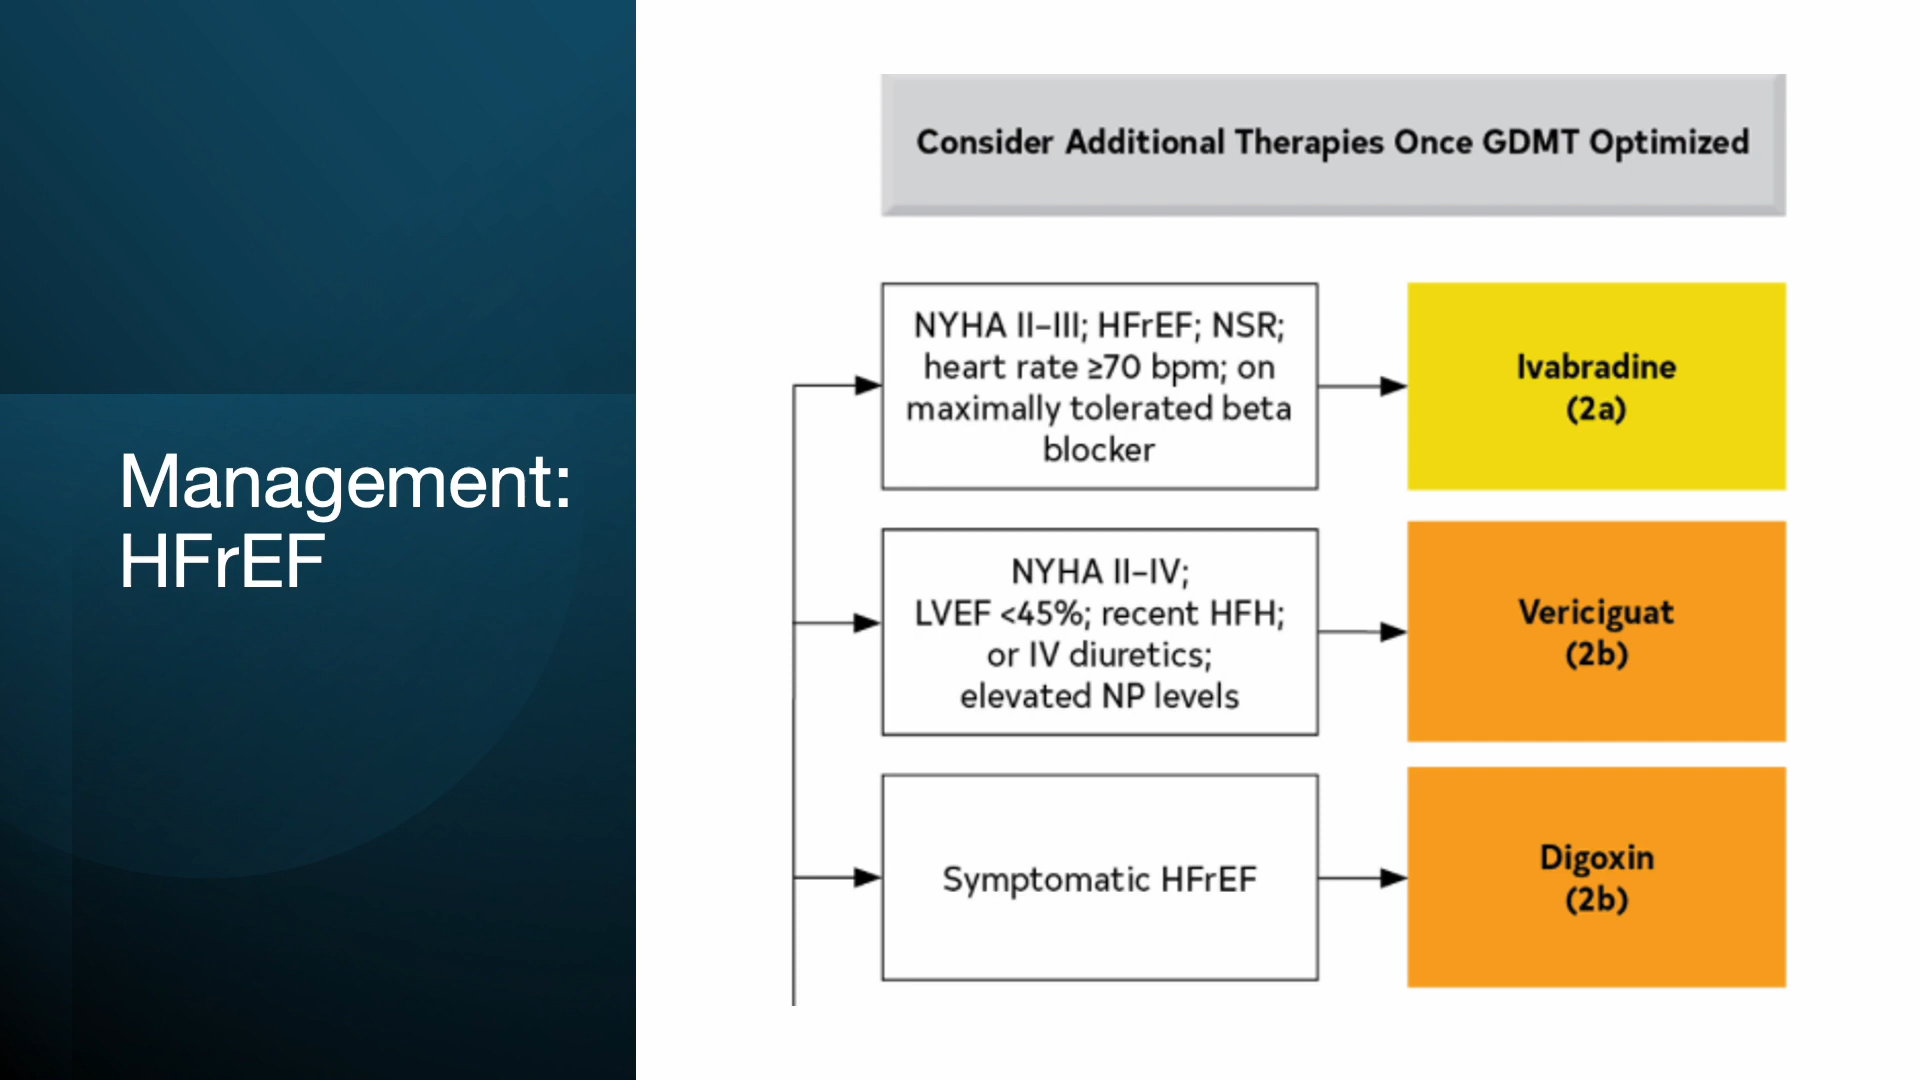 Management:
HFrEF
Consider Additional Therapies Once GDMT Optimized
NYHA II–III; HFrEF; NSR;
heart rate ≥70 bpm; on
maximally tolerated beta
blocker
Ivabradine
(2a)
NYHA II–IV;
LVEF <45%; recent HFH;
or IV diuretics;
elevated NP levels
Vericiguat
(2b)
Symptomatic HFrEF
Digoxin
(2b)